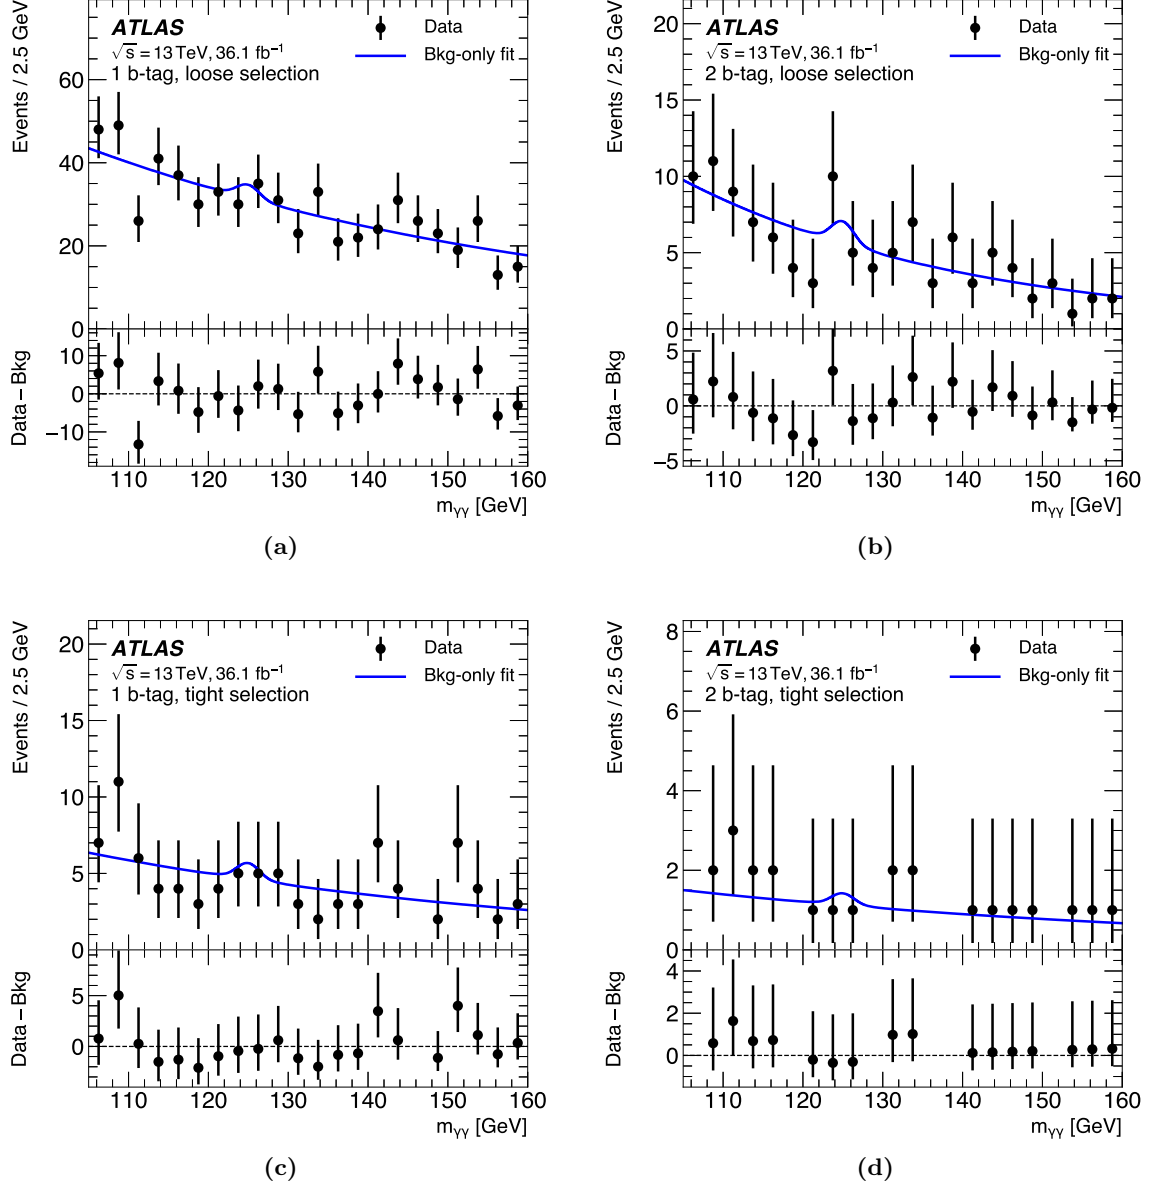 Events / 2.5 GeV
ATLAS
√s = 13 TeV, 36.1 fb⁻¹
1 b-tag, loose selection
Data
Bkg-only fit
60
40
20
0
Data−Bkg
10
0
−10
110 120 130 140 150 160
mγγ [GeV]
(a)
Events / 2.5 GeV
ATLAS
√s = 13 TeV, 36.1 fb⁻¹
2 b-tag, loose selection
Data
Bkg-only fit
20
15
10
5
0
Data−Bkg
5
0
−5
110 120 130 140 150 160
mγγ [GeV]
(b)
Events / 2.5 GeV
ATLAS
√s = 13 TeV, 36.1 fb⁻¹
1 b-tag, tight selection
Data
Bkg-only fit
20
15
10
5
0
Data−Bkg
5
0
110 120 130 140 150 160
mγγ [GeV]
(c)
Events / 2.5 GeV
ATLAS
√s = 13 TeV, 36.1 fb⁻¹
2 b-tag, tight selection
Data
Bkg-only fit
8
6
4
2
0
Data−Bkg
4
2
0
110 120 130 140 150 160
mγγ [GeV]
(d)